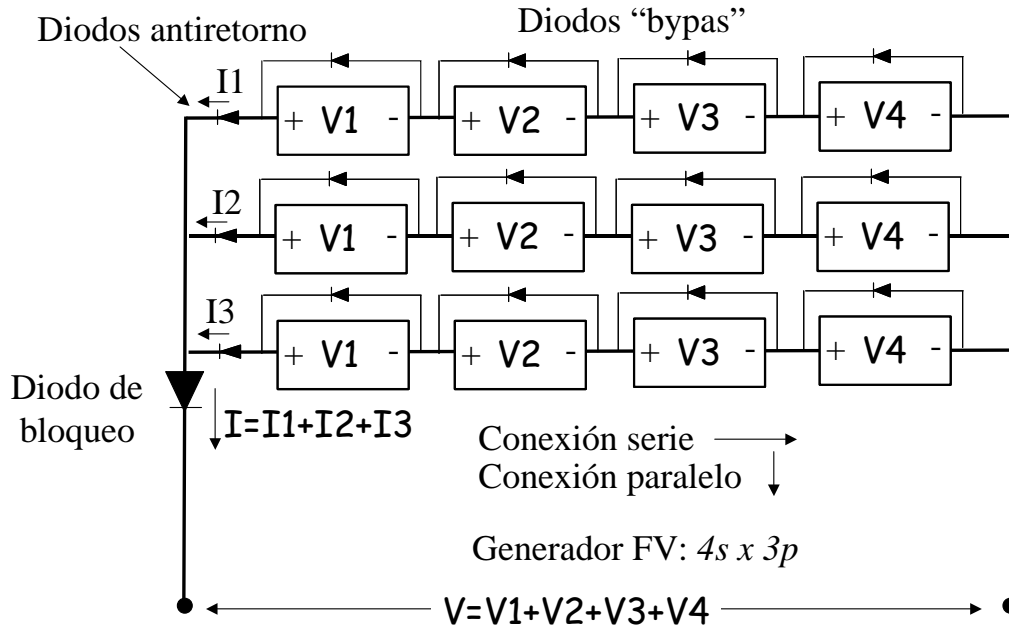 Diodos “bypas”
Diodos antiretorno
I1
+ V1 - + V2 - + V3 - + V4 -
I2
+ V1 - + V2 - + V3 - + V4 -
I3
+ V1 - + V2 - + V3 - + V4 -
Diodo de
bloqueo
I=I1+I2+I3
Conexión serie
Conexión paralelo
Generador FV: 4s x 3p
V=V1+V2+V3+V4